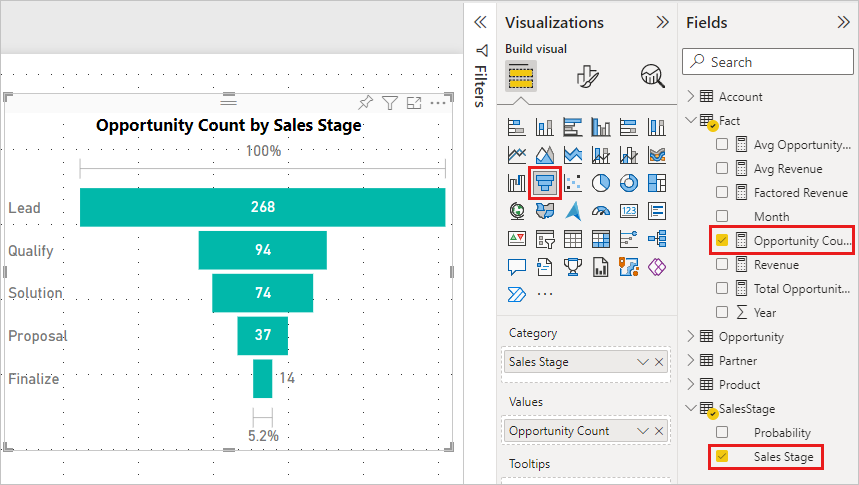 Opportunity Count by Sales Stage
100%
Lead
268
Qualify
94
Solution
74
Proposal
37
Finalize
14
5.2%
Filters
Visualizations
Build visual
123
Category
Sales Stage
Values
Opportunity Count
Tooltips
Fields
Search
Account
Fact
Avg Opportunity...
Avg Revenue
Factored Revenue
Month
Opportunity Cou...
Revenue
Total Opportunit...
Year
Opportunity
Partner
Product
SalesStage
Probability
Sales Stage